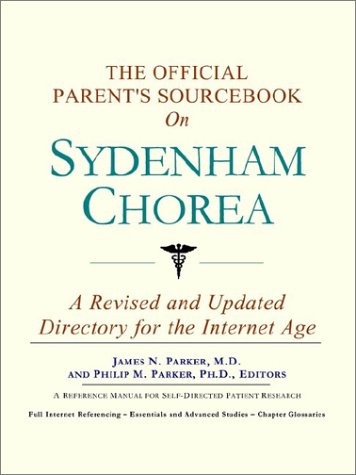 THE OFFICIAL
PARENT'S SOURCEBOOK
On
SYDENHAM
CHOREA
A Revised and Updated
Directory for the Internet Age
JAMES N. PARKER, M.D.
AND PHILIP M. PARKER, PH.D., EDITORS
A REFERENCE MANUAL FOR SELF-DIRECTED PATIENT RESEARCH
Full Internet Referencing – Essentials and Advanced Studies – Chapter Glossaries